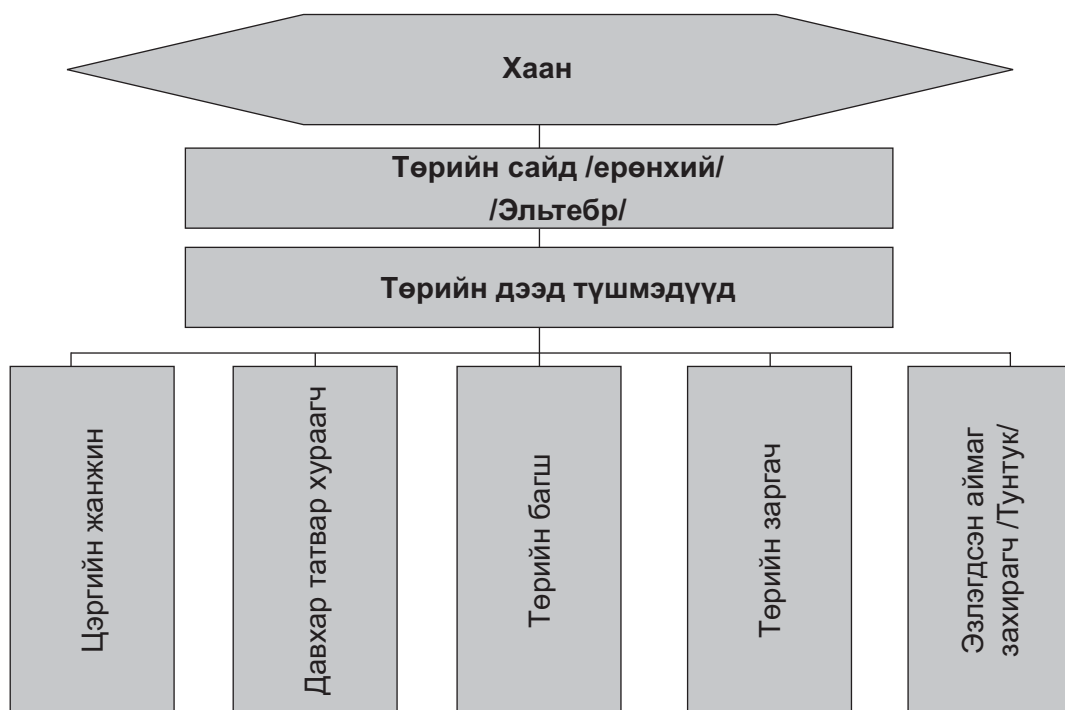 Хаан
Төрийн сайд /ерөнхий/
/Эльтебр/
Төрийн дээд түшмэдүүд
Цэргийн жанжин
Давхар татвар хураагч
Төрийн багш
Төрийн заргач
Эзлэгдсэн аймаг
захирагч /Тунтук/